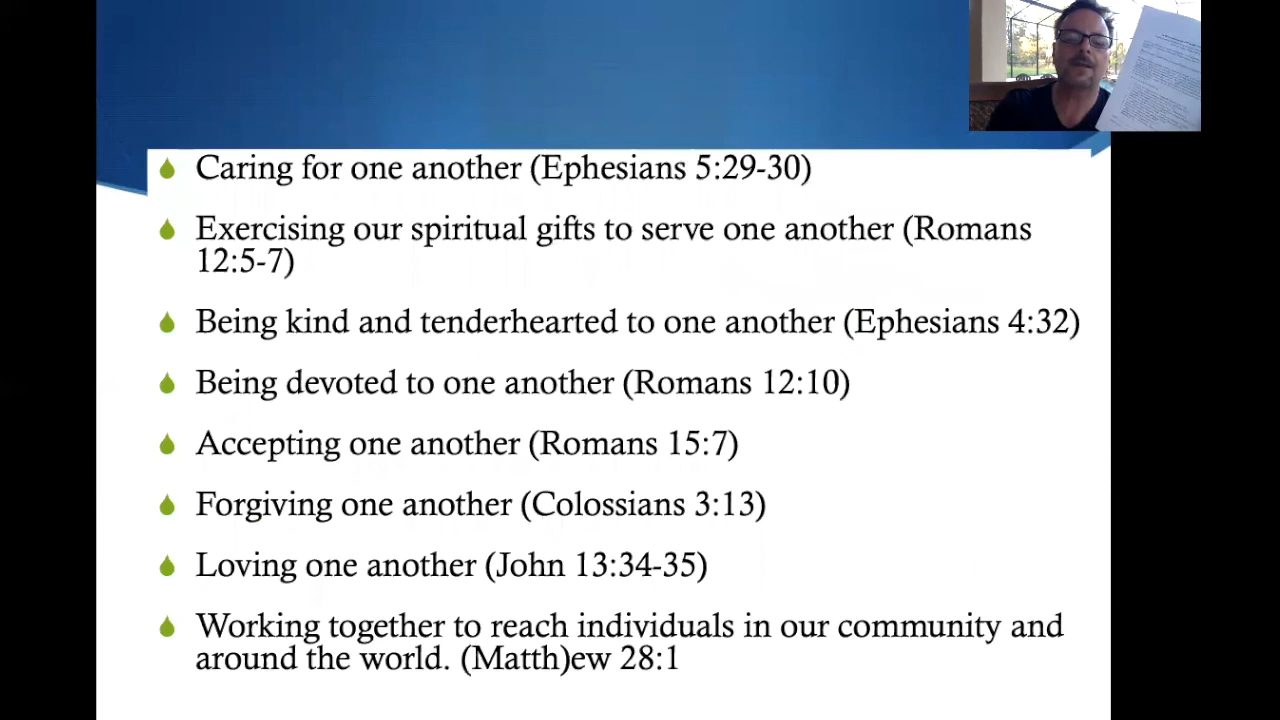 Caring for one another (Ephesians 5:29-30)
Exercising our spiritual gifts to serve one another (Romans
12:5-7)
Being kind and tenderhearted to one another (Ephesians 4:32)
Being devoted to one another (Romans 12:10)
Accepting one another (Romans 15:7)
Forgiving one another (Colossians 3:13)
Loving one another (John 13:34-35)
Working together to reach individuals in our community and
around the world. (Matth)ew 28:1